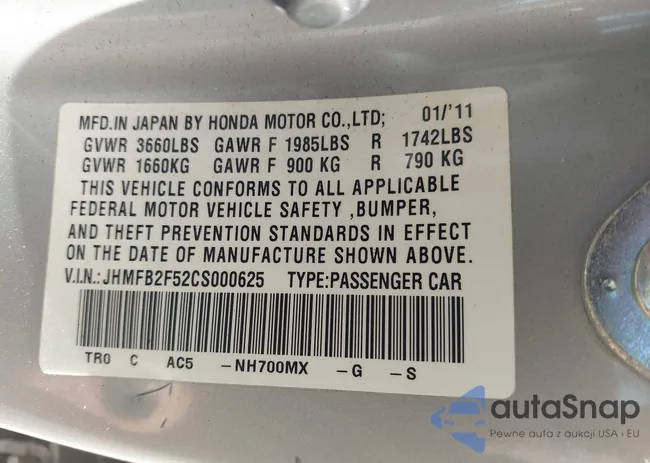 MFD.IN JAPAN BY HONDA MOTOR CO.,LTD; 01/'11
GVWR 3660LBS GAWR F 1985LBS R 1742LBS
GVWR 1660KG GAWR F 900 KG R 790 KG
THIS VEHICLE CONFORMS TO ALL APPLICABLE
FEDERAL MOTOR VEHICLE SAFETY ,BUMPER,
AND THEFT PREVENTION STANDARDS IN EFFECT
ON THE DATE OF MANUFACTURE SHOWN ABOVE.
V.I.N.:JHMFB2F52CS000625 TYPE:PASSENGER CAR
TR0 C AC5 -NH700MX -G -S
autaSnap
Pewne auta z aukcji USA i EU